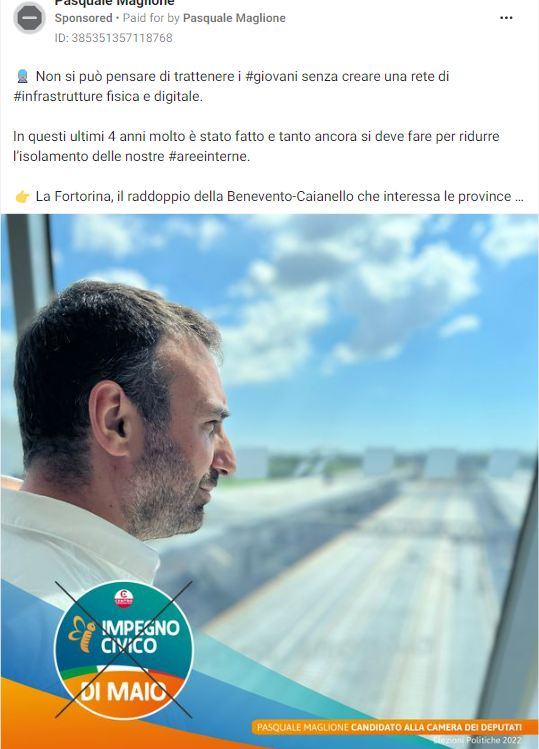 Pasquale Maglione
Sponsored • Paid for by Pasquale Maglione
ID: 385351357118768
Non si può pensare di trattenere i #giovani senza creare una rete di
#infrastrutture fisica e digitale.
In questi ultimi 4 anni molto è stato fatto e tanto ancora si deve fare per ridurre
l'isolamento delle nostre #areeinterne.
La Fortorina, il raddoppio della Benevento-Caianello che interessa le province ...
IMPEGNO
CIVICO
DI MAIO
PASQUALE MAGLIONE CANDIDATO ALLA CAMERA DEI DEPUTATI
Elezioni Politiche 2022